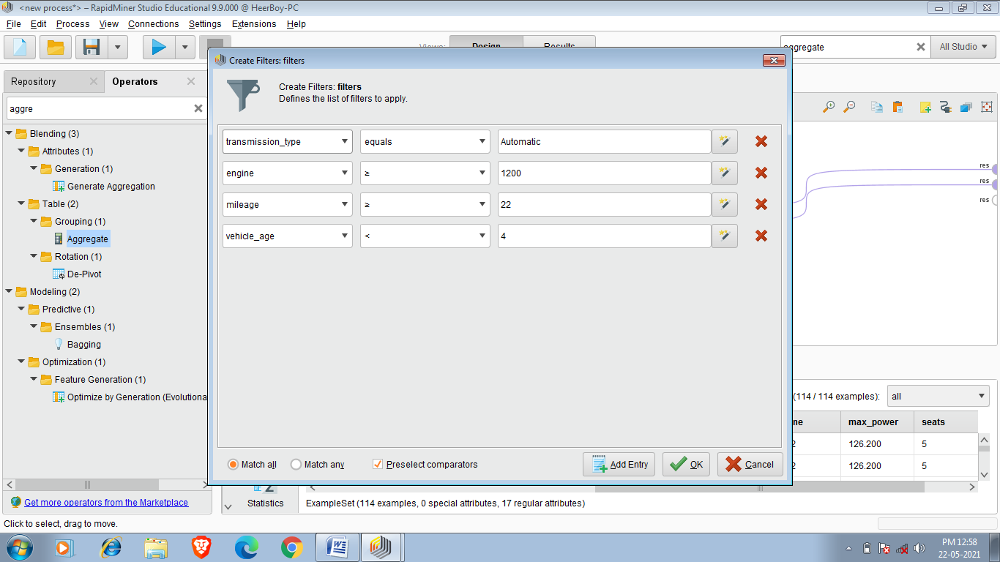 <new process*> – RapidMiner Studio Educational 9.9.000 @ HeerBoy-PC
File Edit Process View Connections Settings Extensions Help
Views: Design Results
aggregate
All Studio
Repository
Operators
aggre
Blending (3)
Attributes (1)
Generation (1)
Generate Aggregation
Table (2)
Grouping (1)
Aggregate
Rotation (1)
De-Pivot
Modeling (2)
Predictive (1)
Ensembles (1)
Bagging
Optimization (1)
Feature Generation (1)
Optimize by Generation (Evolutiona
Get more operators from the Marketplace
Create Filters: filters
Create Filters: filters
Defines the list of filters to apply.
transmission_type equals Automatic
engine ≥ 1200
mileage ≥ 22
vehicle_age < 4
Match all Match any Preselect comparators Add Entry OK Cancel
res
res
res
(114 / 114 examples): all
ne max_power seats
2 126.200 5
2 126.200 5
Σ
Statistics
ExampleSet (114 examples, 0 special attributes, 17 regular attributes)
Click to select, drag to move.
PM 12:58
22-05-2021